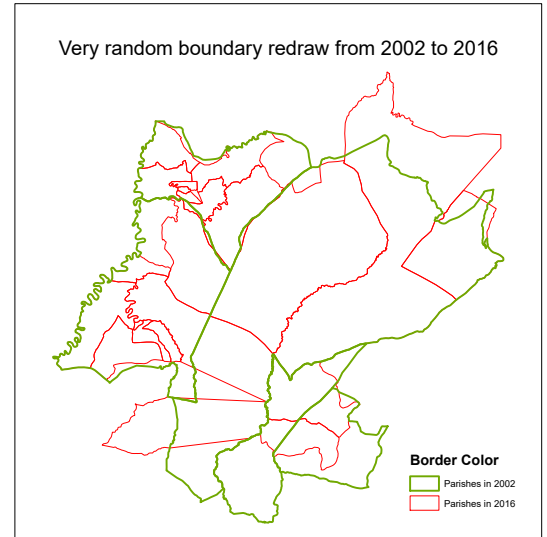 Very random boundary redraw from 2002 to 2016
Border Color
Parishes in 2002
Parishes in 2016